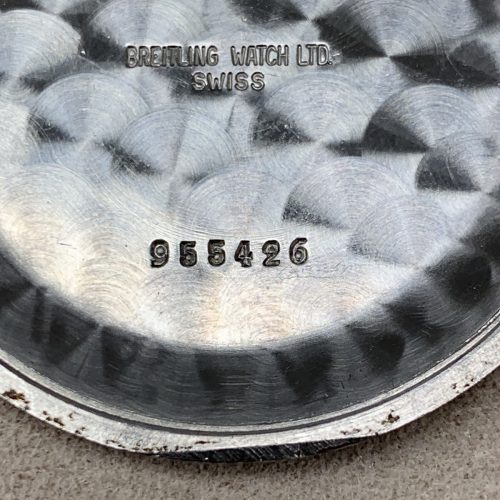 BREITLING WATCH LTD.
SWISS
955426